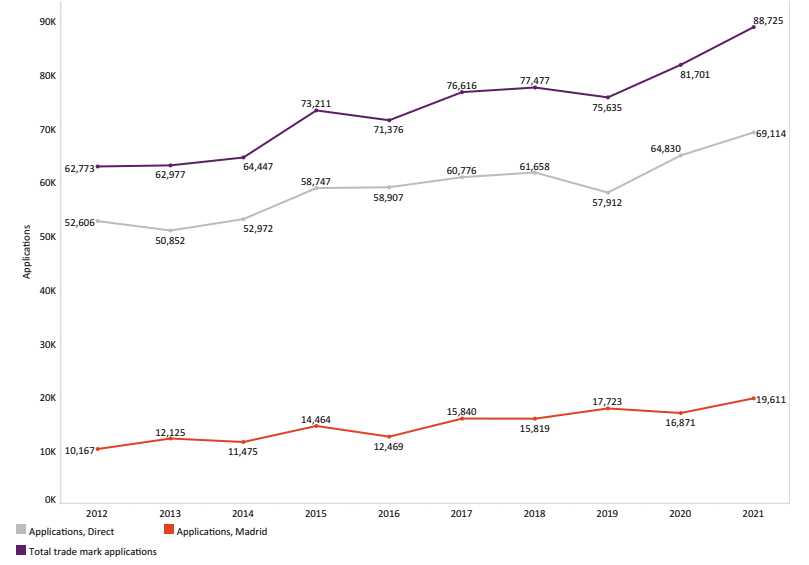 90K
80K
70K
60K
50K
40K
30K
20K
10K
0K
Applications
62,773
62,977
64,447
73,211
71,376
76,616
77,477
75,635
81,701
88,725
52,606
50,852
52,972
58,747
58,907
60,776
61,658
57,912
64,830
69,114
10,167
12,125
11,475
14,464
12,469
15,840
15,819
17,723
16,871
19,611
2012 2013 2014 2015 2016 2017 2018 2019 2020 2021
Applications, Direct Applications, Madrid
Total trade mark applications